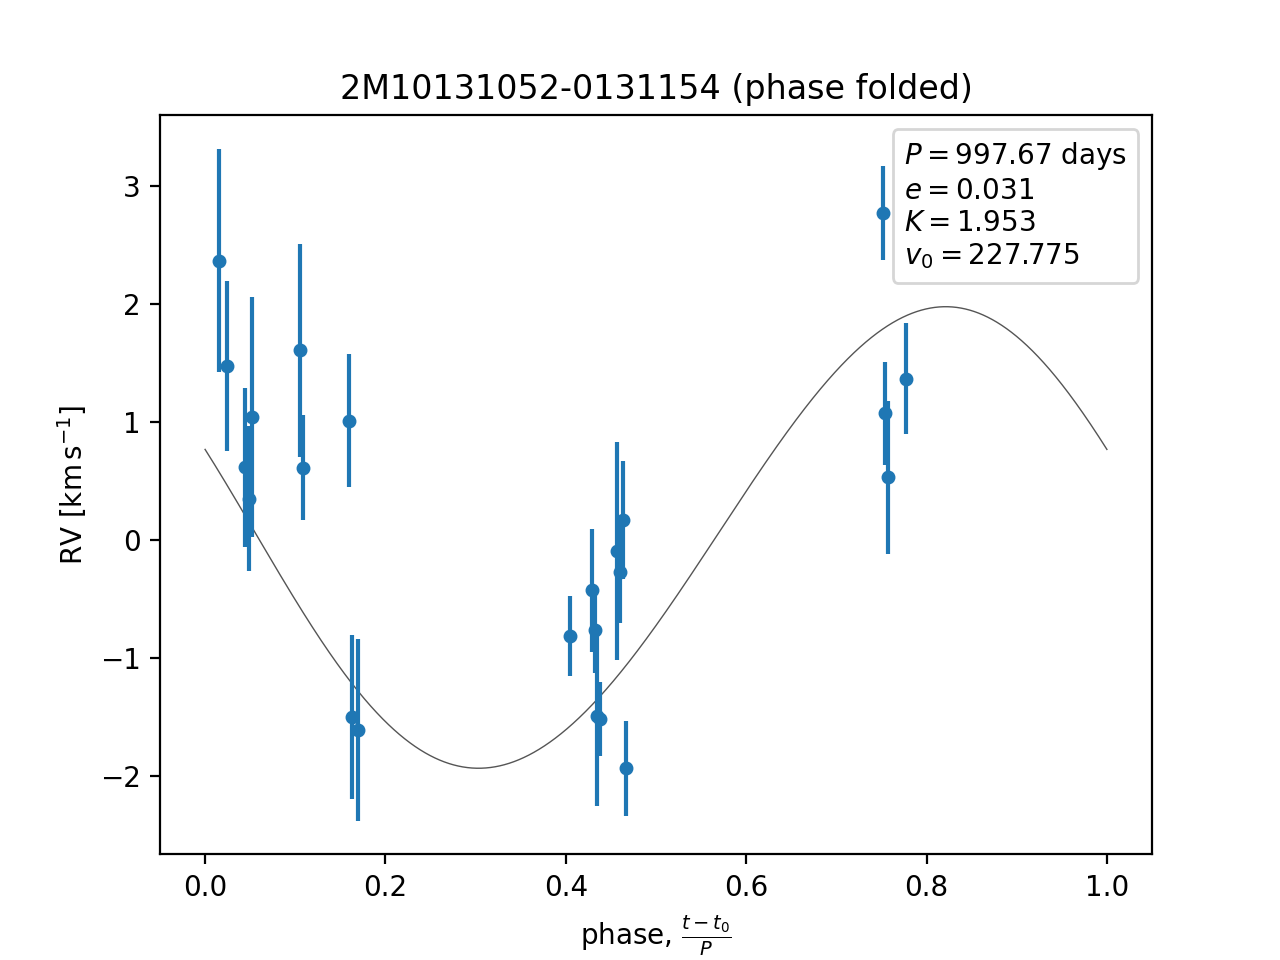 2M10131052-0131154 (phase folded)
P = 997.67 days
e = 0.031
K = 1.953
v₀ = 227.775
3
2
1
0
−1
−2
RV [km s⁻¹]
0.0 0.2 0.4 0.6 0.8 1.0
phase, (t − t₀)/P